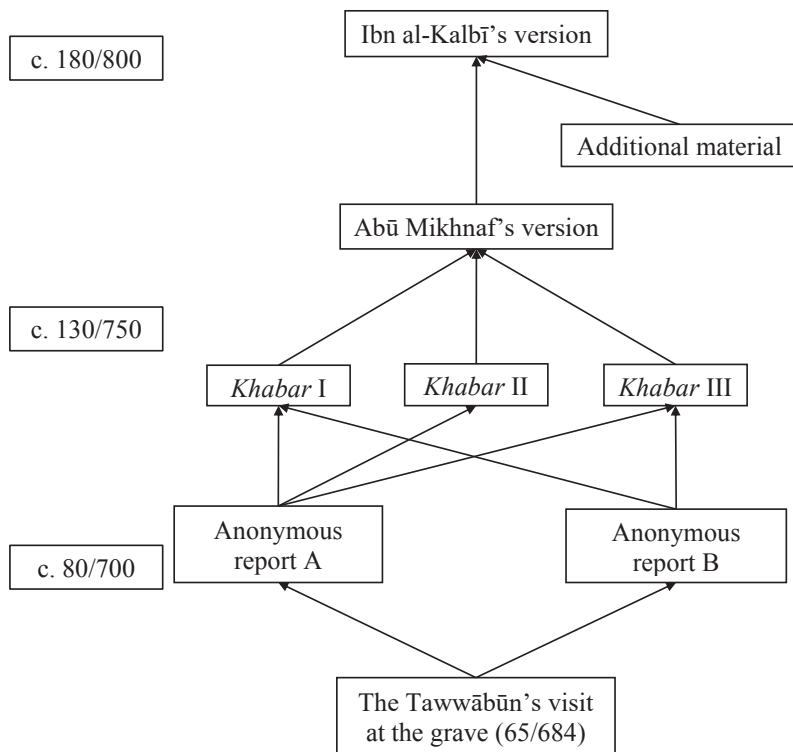 Ibn al-Kalbī’s version
c. 180/800
Additional material
Abū Mikhnaf’s version
c. 130/750
Khabar I
Khabar II
Khabar III
Anonymous
report A
Anonymous
report B
c. 80/700
The Tawwābūn’s visit
at the grave (65/684)